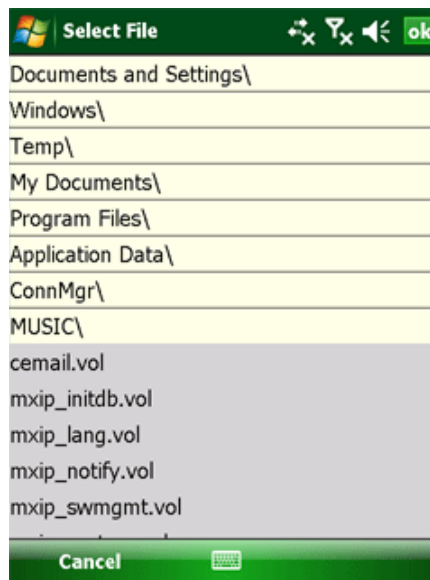 Select File
ok
Documents and Settings\
Windows\
Temp\
My Documents\
Program Files\
Application Data\
ConnMgr\
MUSIC\
cemail.vol
mxip_initdb.vol
mxip_lang.vol
mxip_notify.vol
mxip_swmgmt.vol
Cancel